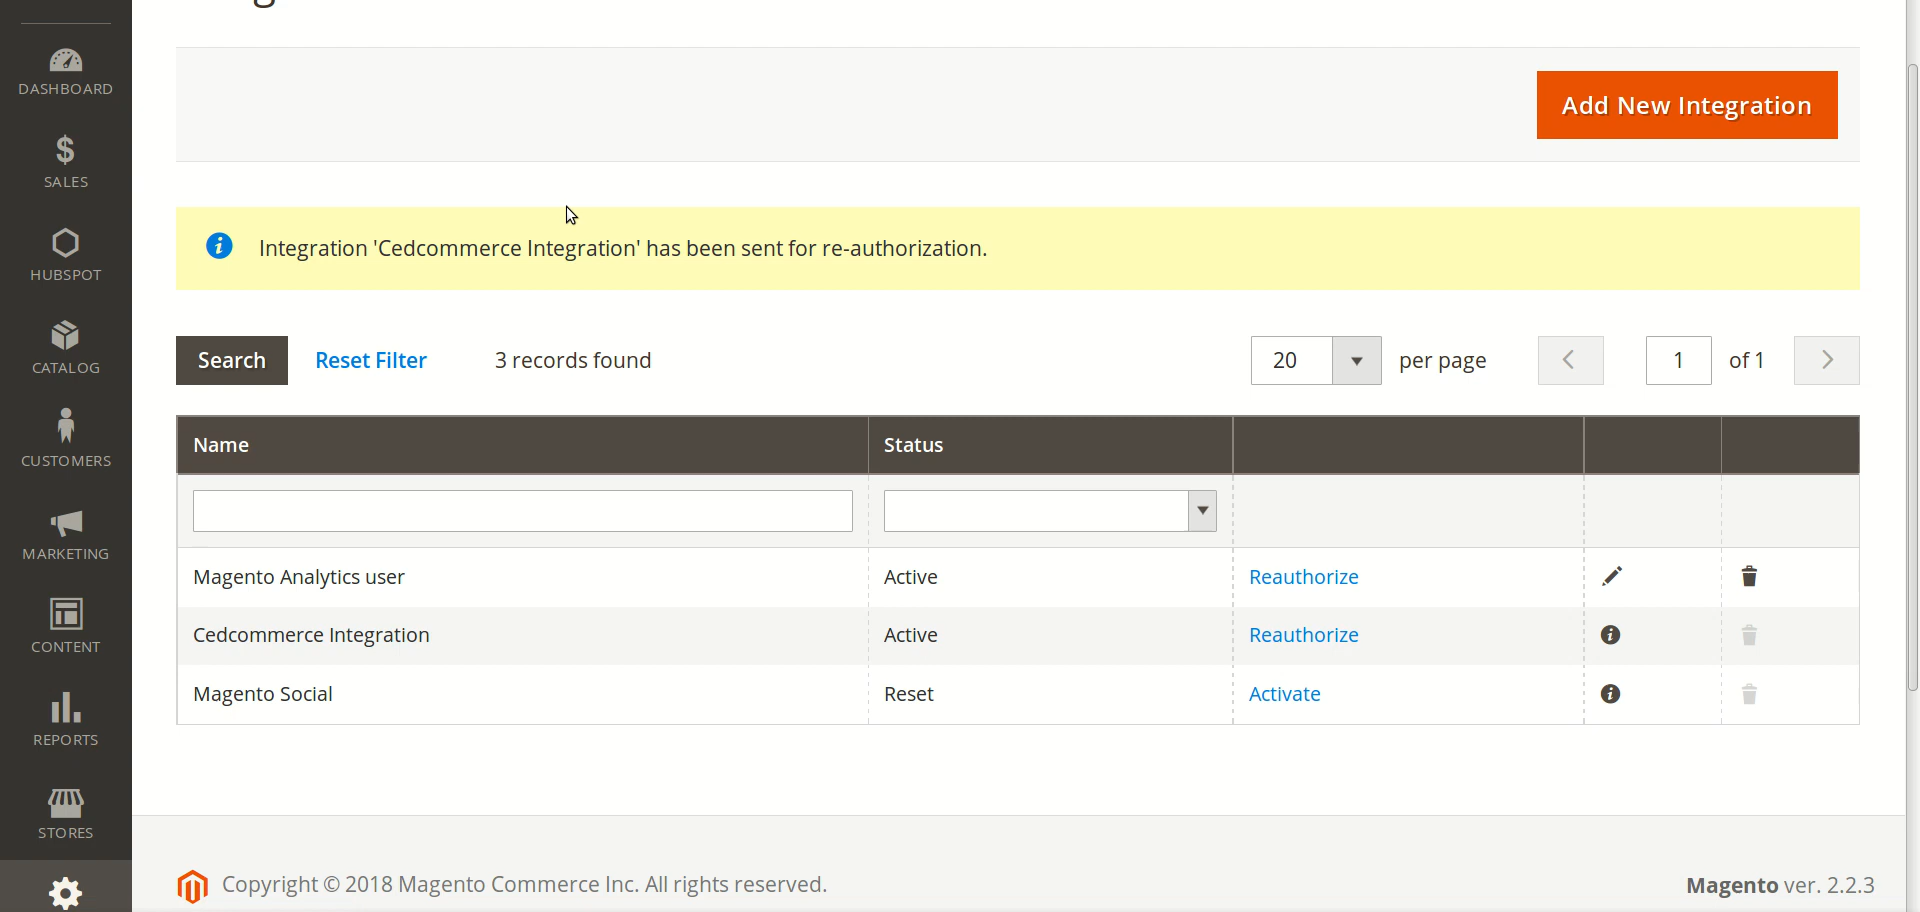 DASHBOARD
SALES
HUBSPOT
CATALOG
CUSTOMERS
MARKETING
CONTENT
REPORTS
STORES
Add New Integration
Integration 'Cedcommerce Integration' has been sent for re-authorization.
Search Reset Filter 3 records found 20 per page 1 of 1
Name Status
Magento Analytics user Active Reauthorize
Cedcommerce Integration Active Reauthorize
Magento Social Reset Activate
Copyright © 2018 Magento Commerce Inc. All rights reserved. Magento ver. 2.2.3